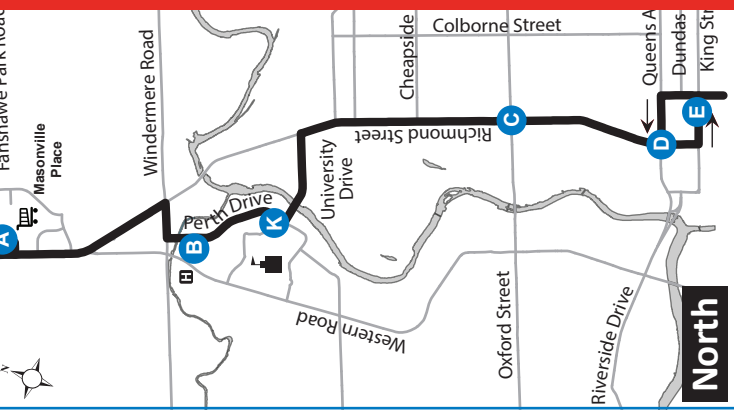 Fanshawe Park Road
Masonville
Place
A
N
Windermere Road
Perth Drive
B
H
K
University
Drive
Western Road
Cheapside
Colborne Street
Richmond Street
C
Oxford Street
Riverside Drive
Queens A
Dundas
King Str
D
E
North